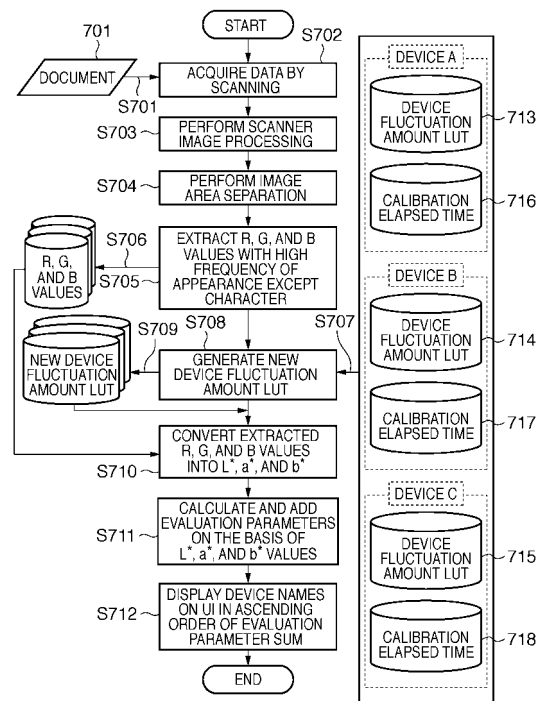 START
701
DOCUMENT
S701
S702
ACQUIRE DATA BY
SCANNING
S703
PERFORM SCANNER
IMAGE PROCESSING
S704
PERFORM IMAGE
AREA SEPARATION
S706
R, G,
AND B
VALUES
S705
EXTRACT R, G, AND B
VALUES WITH HIGH
FREQUENCY OF
APPEARANCE EXCEPT
CHARACTER
S709
S708
S707
NEW DEVICE
FLUCTUATION
AMOUNT LUT
GENERATE NEW
DEVICE FLUCTUATION
AMOUNT LUT
CONVERT EXTRACTED
R, G, AND B VALUES
INTO L*, a*, AND b*
S710
S711
CALCULATE AND ADD
EVALUATION PARAMETERS
ON THE BASIS OF
L*, a*, AND b* VALUES
S712
DISPLAY DEVICE NAMES
ON UI IN ASCENDING
ORDER OF EVALUATION
PARAMETER SUM
END
DEVICE A
DEVICE
FLUCTUATION
AMOUNT LUT
713
CALIBRATION
ELAPSED TIME
716
DEVICE B
DEVICE
FLUCTUATION
AMOUNT LUT
714
CALIBRATION
ELAPSED TIME
717
DEVICE C
DEVICE
FLUCTUATION
AMOUNT LUT
715
CALIBRATION
ELAPSED TIME
718